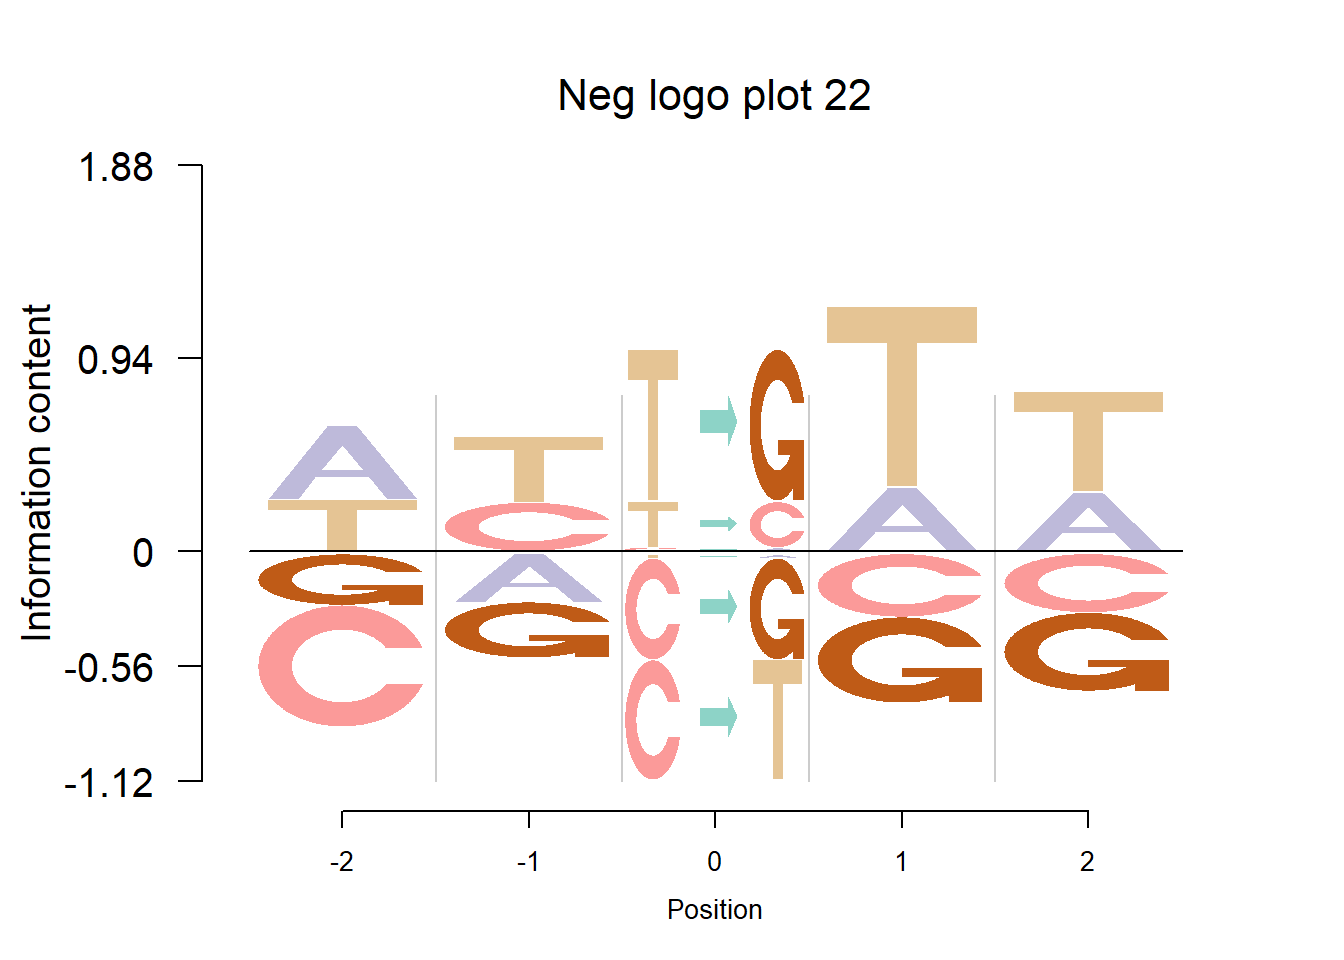 Neg logo plot 22
Information content
1.88
0.94
0
-0.56
-1.12
A
T
G
C
T
C
A
G
T G
T C
C G
C T
T
A
C
G
T
A
C
G
-2 -1 0 1 2
Position